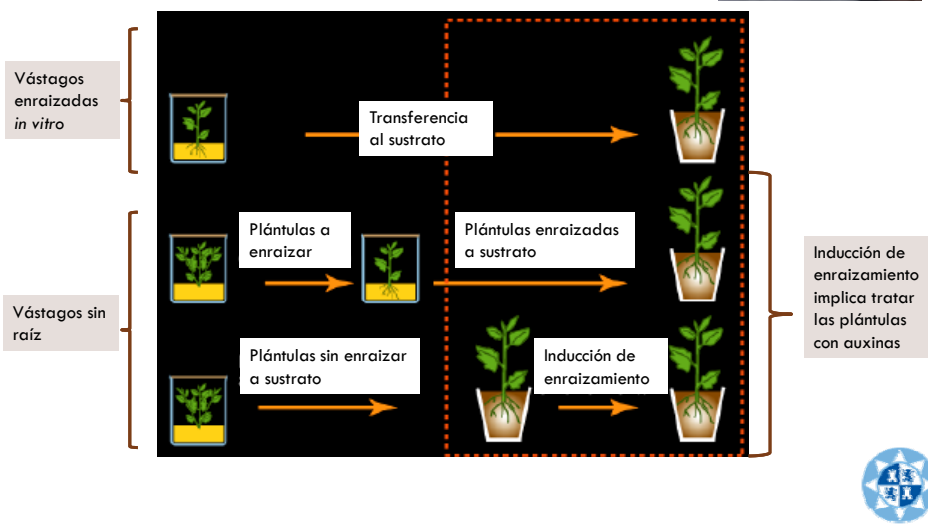 Vástagos
enraizadas
in vitro
Transferencia
al sustrato
Plántulas a
enraizar
Plántulas enraizadas
a sustrato
Vástagos sin
raíz
Plántulas sin enraizar
a sustrato
Inducción de
enraizamiento
Inducción de
enraizamiento
implica tratar
las plántulas
con auxinas